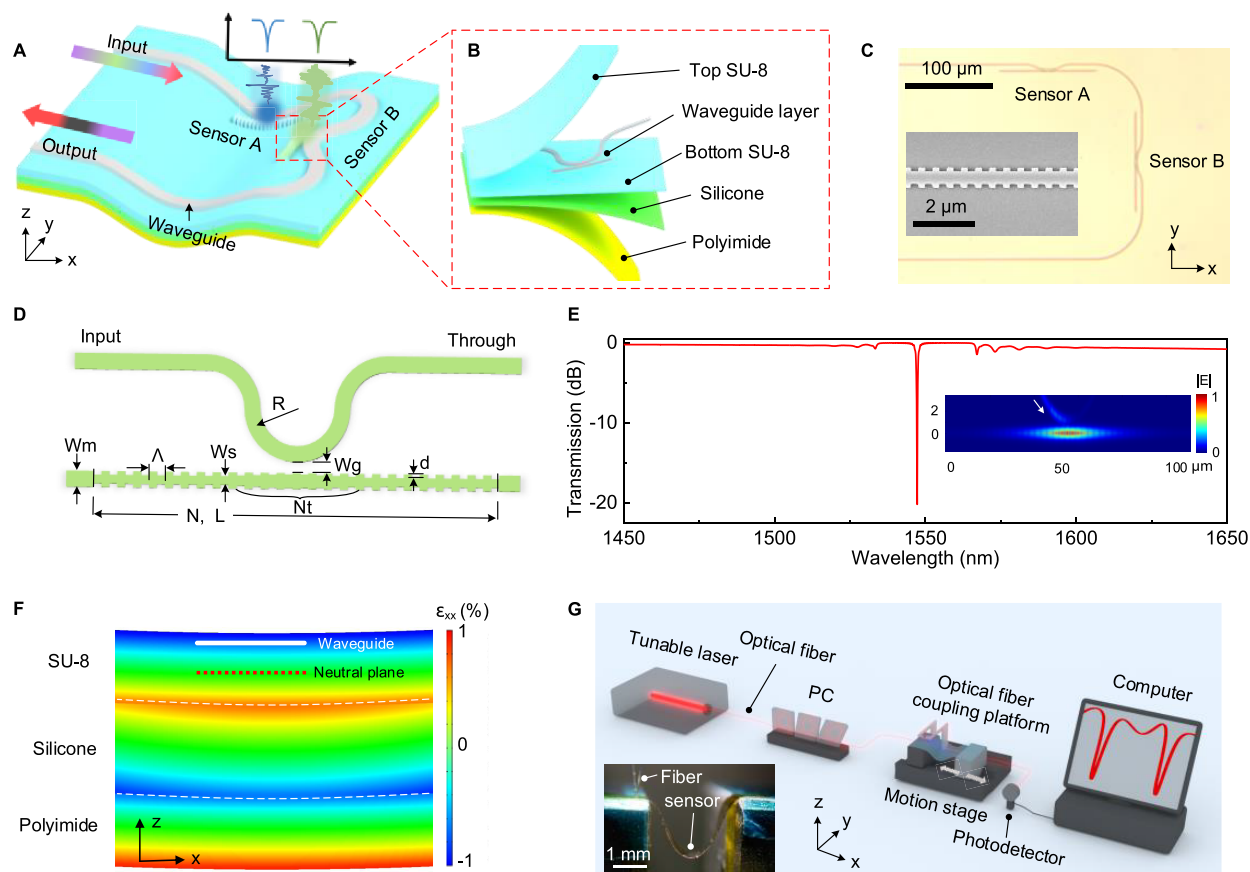 A
Input
Sensor A
Sensor B
Output
Waveguide
z
y
x
B
Top SU-8
Waveguide layer
Bottom SU-8
Silicone
Polyimide
C
100 µm
Sensor A
Sensor B
2 µm
y
x
D
Input
Through
R
Wm
Λ
Ws
Wg
d
Nt
N, L
E
Transmission (dB)
0
-10
-20
1450
1500
1550
1600
1650
Wavelength (nm)
|E|
1
0
2
0
0
50
100 µm
F
εxx (%)
1
0
-1
SU-8
Waveguide
Neutral plane
Silicone
Polyimide
z
x
G
Tunable laser
Optical fiber
PC
Optical fiber
coupling platform
Computer
Motion stage
Photodetector
Fiber
sensor
1 mm
z
y
x